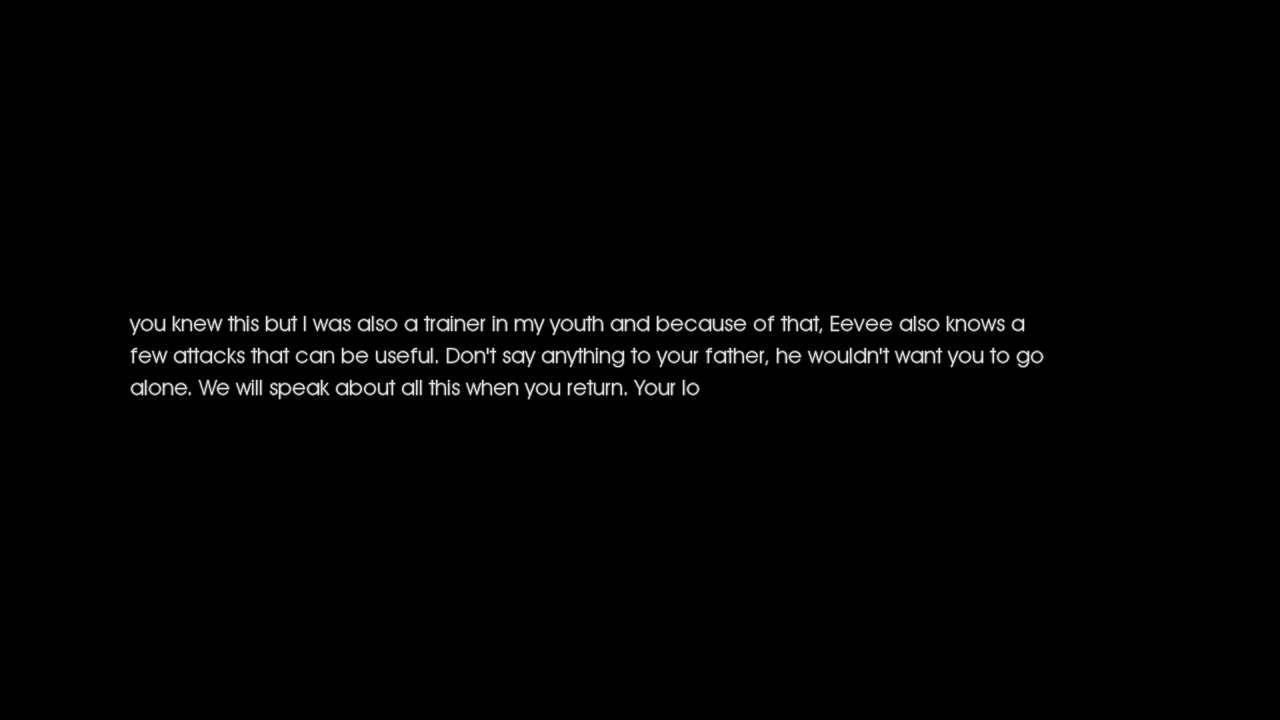 you knew this but I was also a trainer in my youth and because of that, Eevee also knows a
few attacks that can be useful. Don't say anything to your father, he wouldn't want you to go
alone. We will speak about all this when you return. Your lo